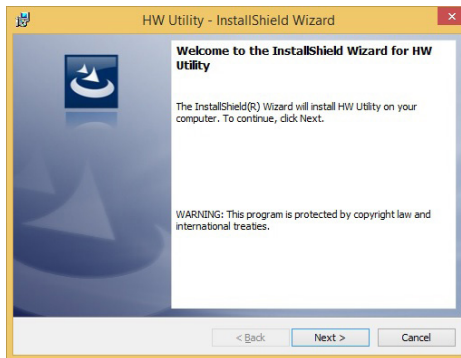 HW Utility - InstallShield Wizard
Welcome to the InstallShield Wizard for HW
Utility
The InstallShield(R) Wizard will install HW Utility on your
computer. To continue, click Next.
WARNING: This program is protected by copyright law and
international treaties.
< Back Next > Cancel